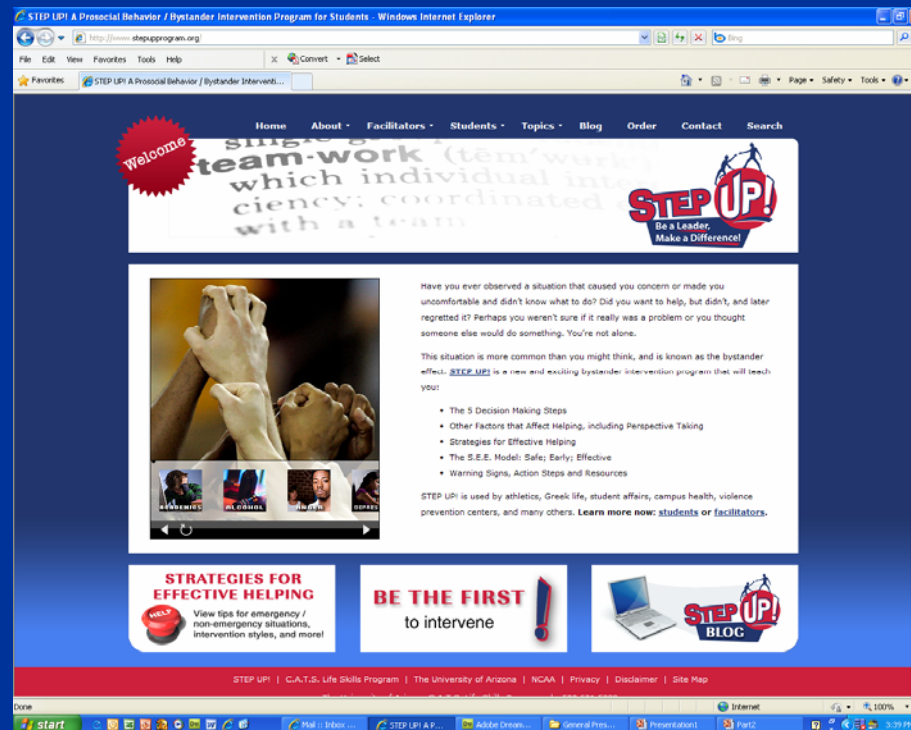 STEP UP! A Prosocial Behavior / Bystander Intervention Program for Students - Windows Internet Explorer
http://www.stepupprogram.org/
Bing
File Edit View Favorites Tools Help
x Convert Select
Favorites
STEP UP! A Prosocial Behavior / Bystander Interventi...
Page Safety Tools
Home About Facilitators Students Topics Blog Order Contact Search
Welcome
single
team-work (tēm'wurk)
which individual inte
ciency; coordinated
with a team
STEP UP!
Be a Leader,
Make a Difference!
Have you ever observed a situation that caused you concern or made you
uncomfortable and didn't know what to do? Did you want to help, but didn't, and later
regretted it? Perhaps you weren't sure if it really was a problem or you thought
someone else would do something. You're not alone.
This situation is more common than you might think, and is known as the bystander
effect. STEP UP! is a new and exciting bystander intervention program that will teach
you:
• The 5 Decision Making Steps
• Other Factors that Affect Helping, including Perspective Taking
• Strategies for Effective Helping
• The S.E.E. Model: Safe; Early; Effective
• Warning Signs, Action Steps and Resources
STEP UP! is used by athletics, Greek life, student affairs, campus health, violence
prevention centers, and many others. Learn more now: students or facilitators.
ACADEMICS ALCOHOL ANGER DEPRES
STRATEGIES FOR
EFFECTIVE HELPING
HELP
View tips for emergency /
non-emergency situations,
intervention styles, and more!
BE THE FIRST
to intervene
!
STEP UP!
BLOG
STEP UP! | C.A.T.S. Life Skills Program | The University of Arizona | NCAA | Privacy | Disclaimer | Site Map
Done
Internet
100%
start
Mail :: Inbox ...
STEP UP! A P...
Adobe Dream...
General Pres...
Presentation1
Part2
3:39 PM